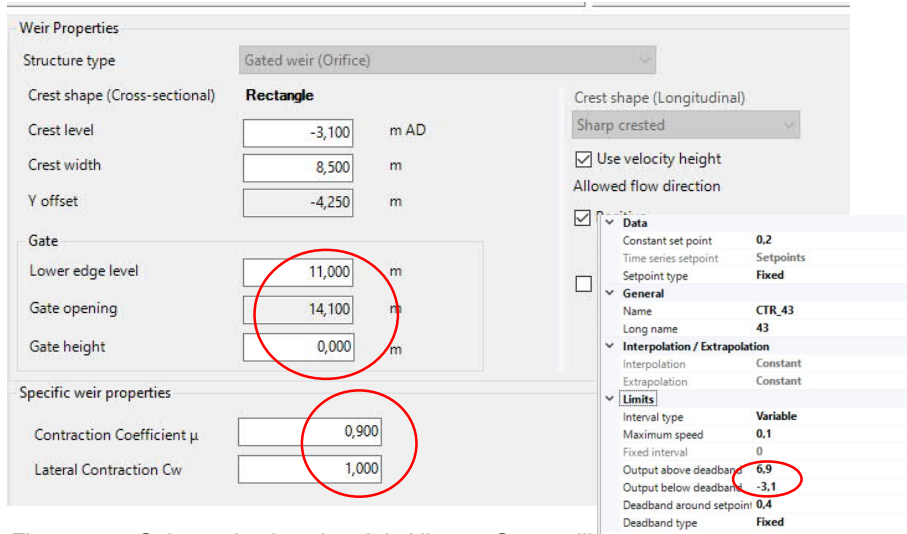 Weir Properties
Structure type Gated weir (Orifice)
Crest shape (Cross-sectional) Rectangle
Crest level -3,100 m AD
Crest width 8,500 m
Y offset -4,250 m
Gate
Lower edge level 11,000 m
Gate opening 14,100 m
Gate height 0,000 m
Specific weir properties
Contraction Coefficient μ 0,900
Lateral Contraction Cw 1,000
Crest shape (Longitudinal)
Sharp crested
Use velocity height
Allowed flow direction
Data
Constant set point 0,2
Time series setpoint Setpoints
Setpoint type Fixed
General
Name CTR_43
Long name 43
Interpolation / Extrapolation
Interpolation Constant
Extrapolation Constant
Limits
Interval type Variable
Maximum speed 0,1
Fixed interval 0
Output above deadband 6,9
Output below deadband -3,1
Deadband around setpoint 0,4
Deadband type Fixed